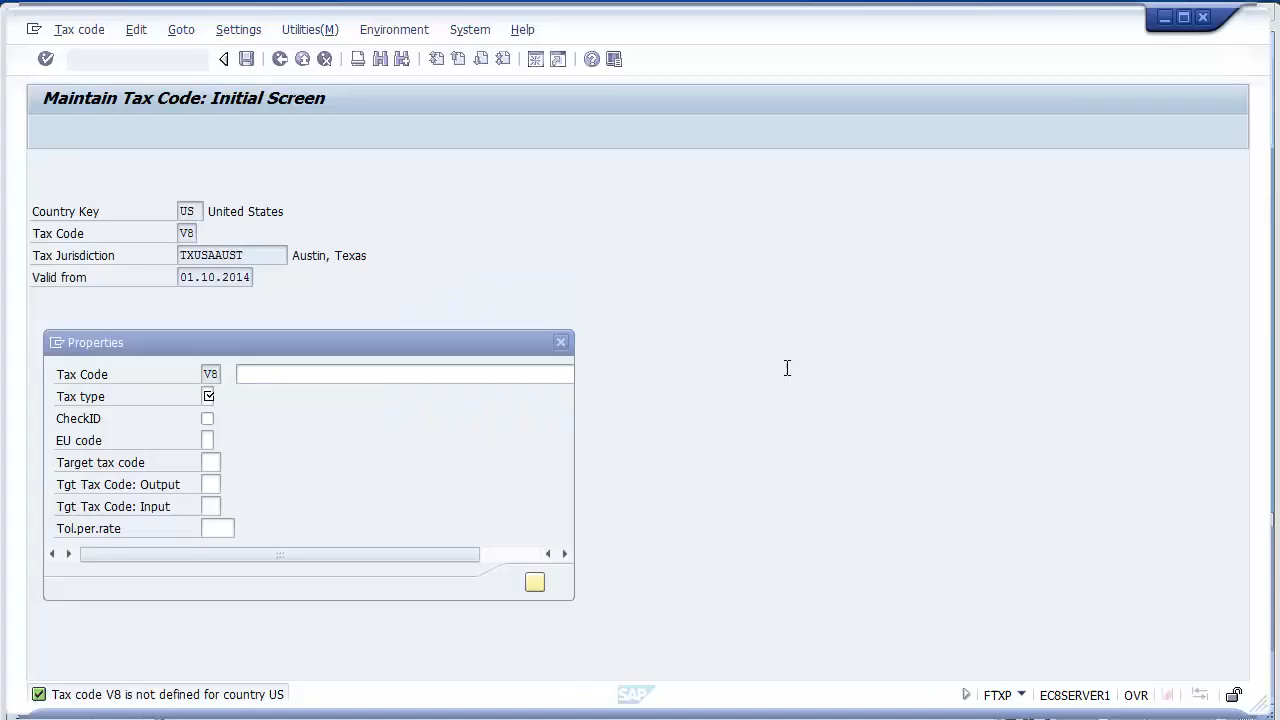 Tax code Edit Goto Settings Utilities(M) Environment System Help
Maintain Tax Code: Initial Screen
Country Key US United States
Tax Code V8
Tax Jurisdiction TXUSAAUST Austin, Texas
Valid from 01.10.2014
Properties
Tax Code V8
Tax type
CheckID
EU code
Target tax code
Tgt Tax Code: Output
Tgt Tax Code: Input
Tol.per.rate
Tax code V8 is not defined for country US SAP FTXP EC8SERVER1 OVR